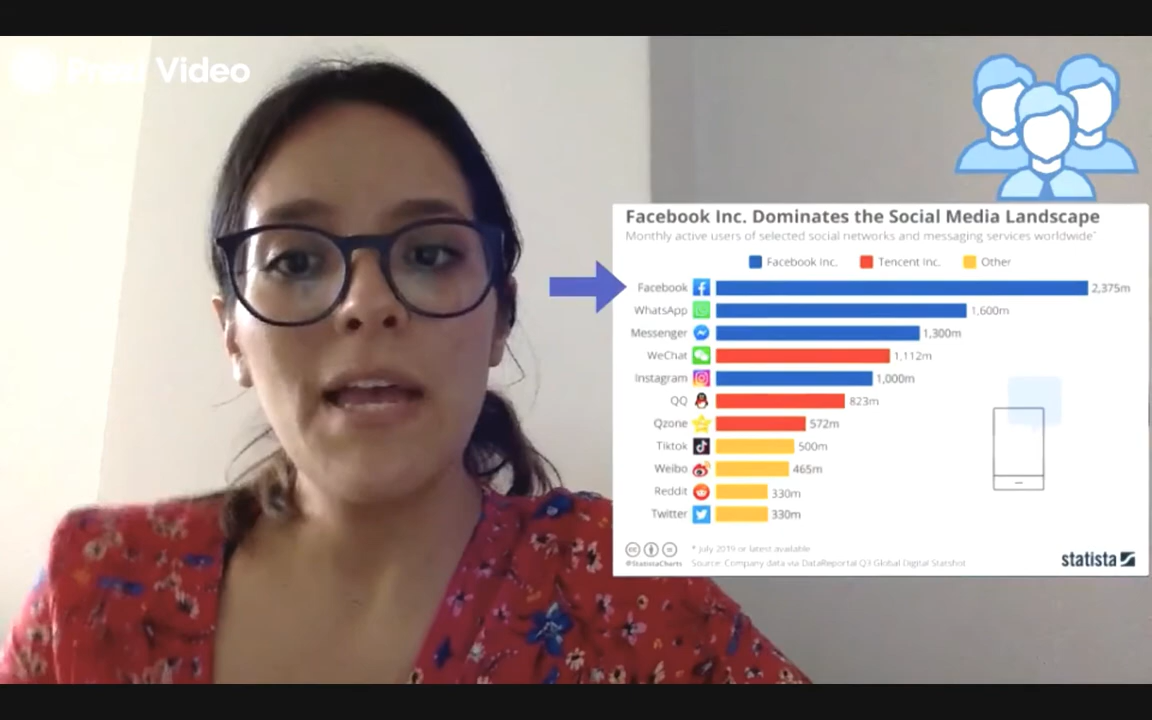 Prezi Video
Facebook Inc. Dominates the Social Media Landscape
Monthly active users of selected social networks and messaging services worldwide*
Facebook Inc. Tencent Inc. Other
Facebook 2,375m
WhatsApp 1,600m
Messenger 1,300m
WeChat 1,112m
Instagram 1,000m
QQ 823m
Qzone 572m
Tiktok 500m
Weibo 465m
Reddit 330m
Twitter 330m
* July 2019 or latest available
@StatistaCharts Source: Company data via DataReportal Q3 Global Digital Statshot
statista